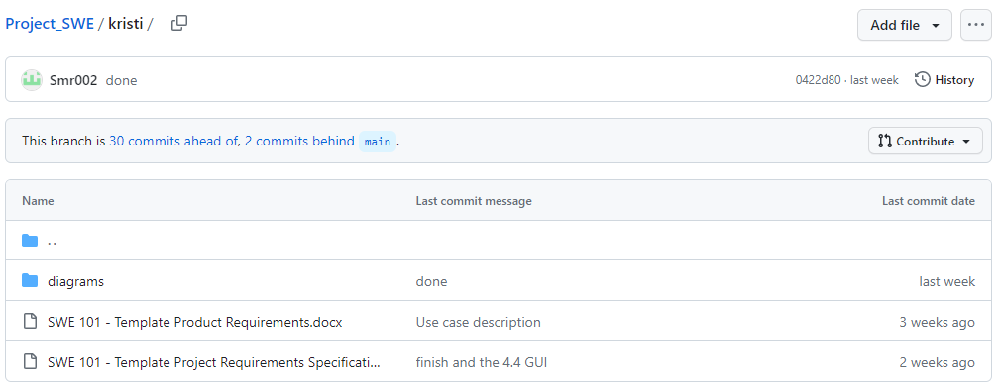 Project_SWE / kristi /
Add file
Smr002 done 0422d80 · last week History
This branch is 30 commits ahead of, 2 commits behind main .
Contribute
Name Last commit message Last commit date
..
diagrams done last week
SWE 101 - Template Product Requirements.docx Use case description 3 weeks ago
SWE 101 - Template Project Requirements Specificati... finish and the 4.4 GUI 2 weeks ago